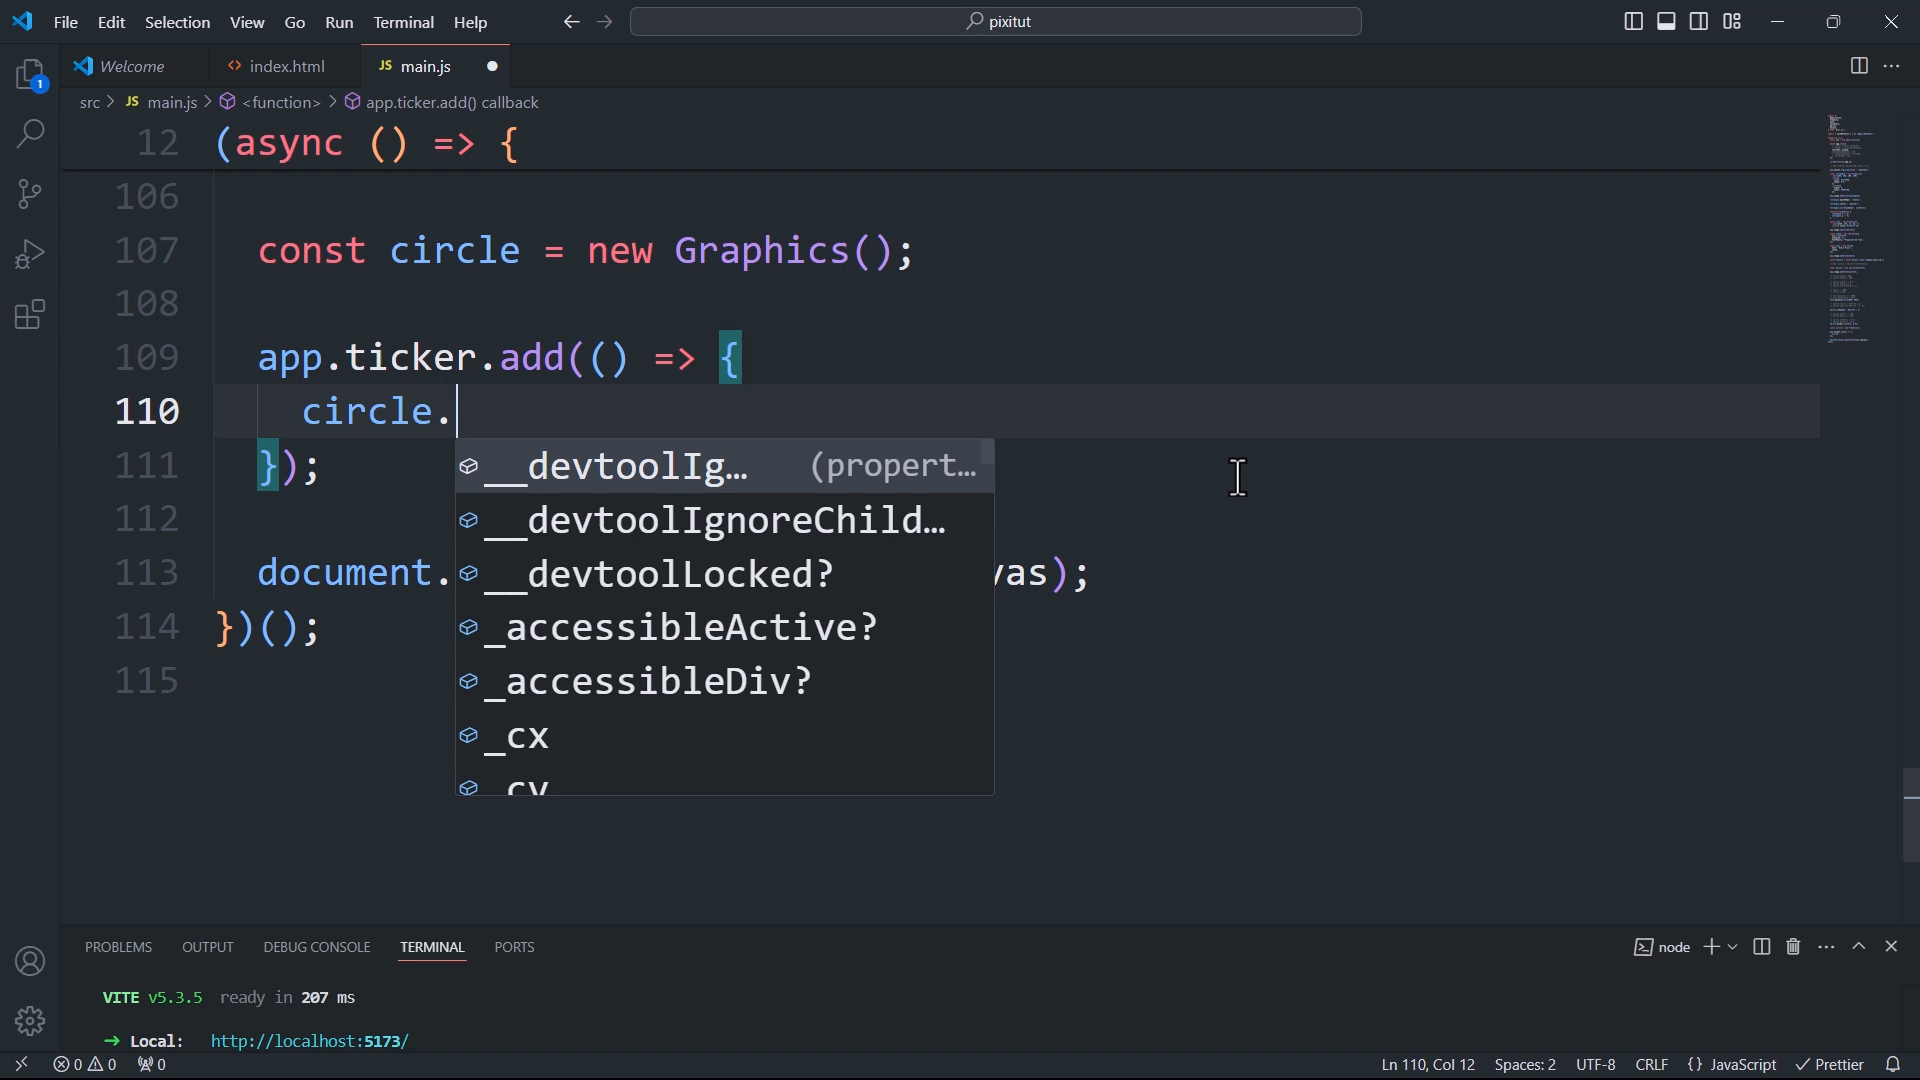 File Edit Selection View Go Run Terminal Help
pixitut
Welcome
index.html
JS main.js
src > JS main.js > <function> > app.ticker.add() callback
12 (async () => {
106
107 const circle = new Graphics();
108
109 app.ticker.add(() => {
110 circle.
111 });
112
113 document. vas);
114 })();
115
__devtoolIg… (propert…
__devtoolIgnoreChild…
__devtoolLocked?
_accessibleActive?
_accessibleDiv?
_cx
_cy
1
PROBLEMS OUTPUT DEBUG CONSOLE TERMINAL PORTS
node
VITE v5.3.5 ready in 207 ms
➜ Local: http://localhost:5173/
0 0 0
Ln 110, Col 12 Spaces: 2 UTF-8 CRLF {} JavaScript Prettier